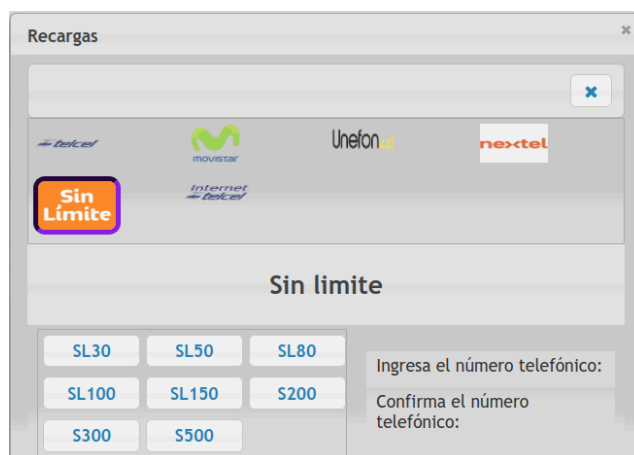 Recargas
telcel
movistar
Unefon
nextel
Sin
Límite
Internet
telcel
Sin limite
SL30 SL50 SL80
SL100 SL150 S200
S300 S500
Ingresa el número telefónico:
Confirma el número
telefónico: